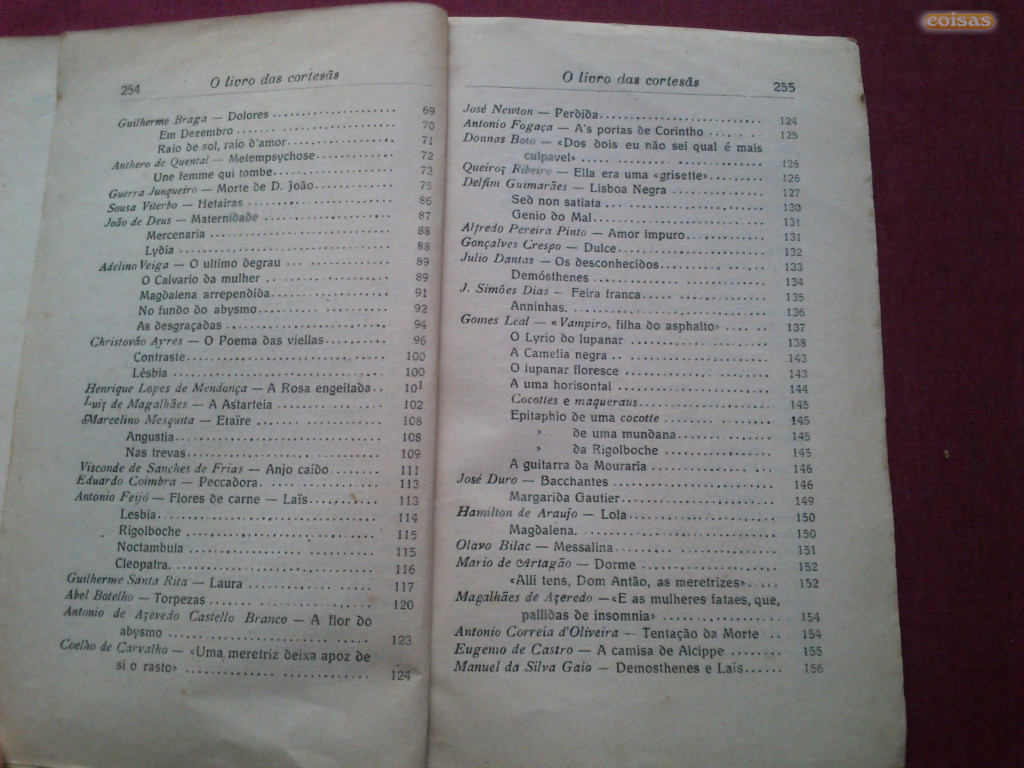 254 O livro das cortesãs
Guilherme Braga — Dolores 69
Em Dezembro 70
Raio de sol, raio d'amor 71
Anthero de Quental — Metempsychose 72
Une femme qui tombe 73
Guerra Junqueiro — Morte de D. João 75
Sousa Viterbo — Hetairas 86
João de Deus — Maternidade 87
Mercenaria 88
Lydia 88
Adelino Veiga — O ultimo degrau 89
O Calvario da mulher 89
Magdalena arrependida 91
No fundo do abysmo 92
As desgraçadas 94
Christovão Ayres — O Poema das viellas 96
Contraste 100
Lésbia 100
Henrique Lopes de Mendonça — A Rosa engeitada 101
Luiz de Magalhães — A Astarteia 102
Marcelino Mesquita — Etaïre 108
Angustia 108
Nas trevas 109
Visconde de Sanches de Frias — Anjo caído 111
Eduardo Coimbra — Peccadora 113
Antonio Feijó — Flores de carne — Laïs 113
Lesbia 114
Rigolboche 115
Noctambula 115
Cleopatra 116
Guilherme Santa Rita — Laura 117
Abel Botelho — Torpezas 120
Antonio de Azevedo Castello Branco — A flor do
abysmo 123
Coelho de Carvalho — «Uma meretriz deixa apoz de
si o rasto» 124
O livro das cortesãs 255
José Newton — Perdida 124
Antonio Fogaça — A's portas de Corintho 125
Donnas Boto — «Dos dois eu não sei qual é mais
culpavel» 126
Queiroz Ribeiro — Ella era uma «grisette» 126
Delfim Guimarães — Lisboa Negra 127
Sed non satiata 130
Genio do Mal 131
Alfredo Pereira Pinto — Amor impuro 131
Gonçalves Crespo — Dulce 132
Julio Dantas — Os desconhecidos 133
Demósthenes 134
J. Simões Dias — Feira franca 135
Anninhas. 136
Gomes Leal — «Vampiro, filha do asphalto» 137
O Lyrio do lupanar 138
A Camelia negra 143
O lupanar floresce 143
A uma horisontal 144
Cocottes e maqueraus 145
Epitaphio de uma cocotte 145
» de uma mundana 145
» da Rigolboche 145
A guitarra da Mouraria 146
José Duro — Bacchantes 146
Margarida Gautier 149
Hamilton de Araujo — Lola 150
Magdalena. 150
Olavo Bilac — Messalina 151
Mario de Artagão — Dorme 152
«Alli tens, Dom Antão, as meretrizes» 152
Magalhães de Azeredo — «E as mulheres fataes, que,
pallidas de insomnia» 154
Antonio Correia d'Oliveira — Tentação da Morte 154
Eugenio de Castro — A camisa de Alcippe 155
Manuel da Silva Gaio — Demosthenes e Laïs 156
coisas